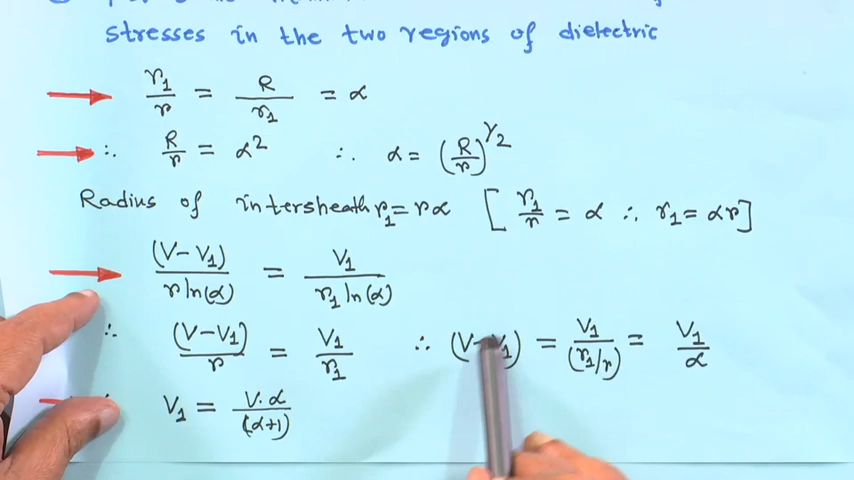 stresses in the two regions of dielectric
r₁/r = R/r₁ = α
∴ R/r = α² ∴ α = (R/r)^1/2
Radius of intersheath r₁ = rα [r₁/r = α ∴ r₁ = αr]
(V-V₁)/(r ln(α)) = V₁/(r₁ ln(α))
∴ (V-V₁)/r = V₁/r₁ ∴ (V-V₁) = V₁/(r₁/r) = V₁/α
V₁ = V.α/(α+1)